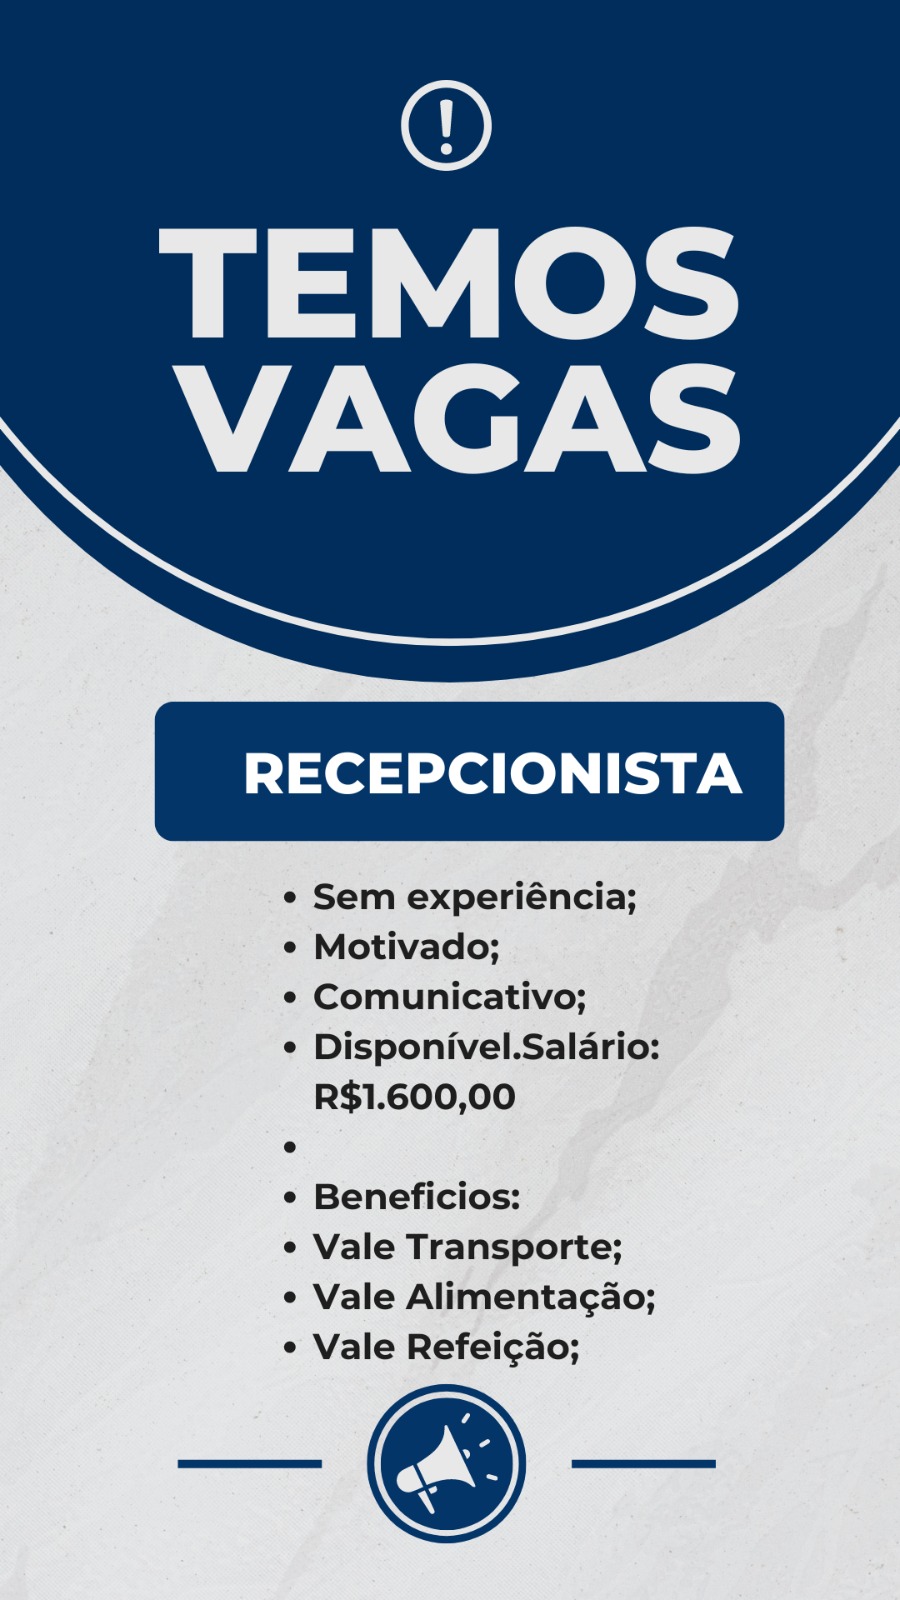 !
TEMOS
VAGAS
RECEPCIONISTA
• Sem experiência;
• Motivado;
• Comunicativo;
• Disponível.Salário:
R$1.600,00
•
• Beneficios:
• Vale Transporte;
• Vale Alimentação;
• Vale Refeição;